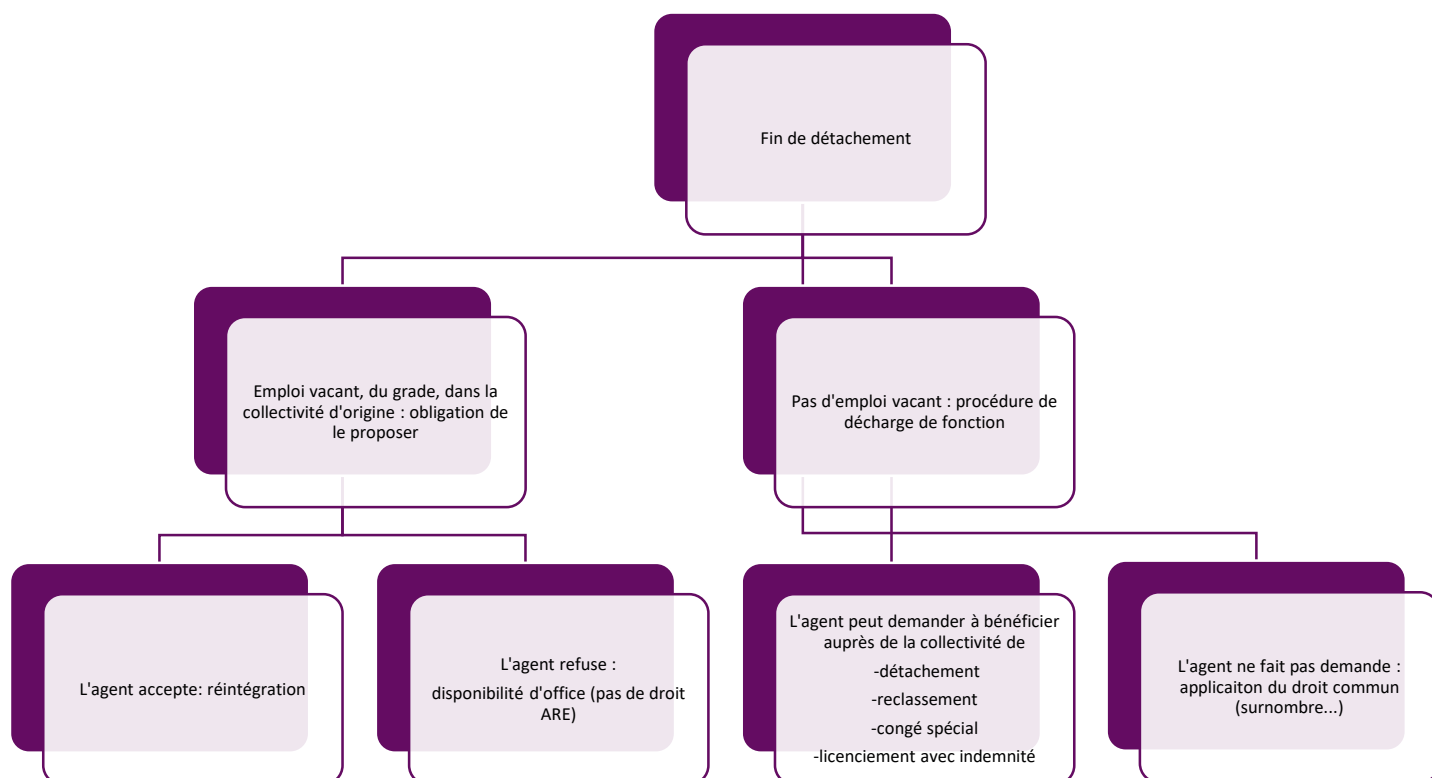 Fin de détachement
Emploi vacant, du grade, dans la
collectivité d'origine : obligation de
le proposer
Pas d'emploi vacant : procédure de
décharge de fonction
L'agent accepte: réintégration
L'agent refuse :
disponibilité d'office (pas de droit
ARE)
L'agent peut demander à bénéficier
auprès de la collectivité de
-détachement
-reclassement
-congé spécial
-licenciement avec indemnité
L'agent ne fait pas demande :
applicaiton du droit commun
(surnombre...)